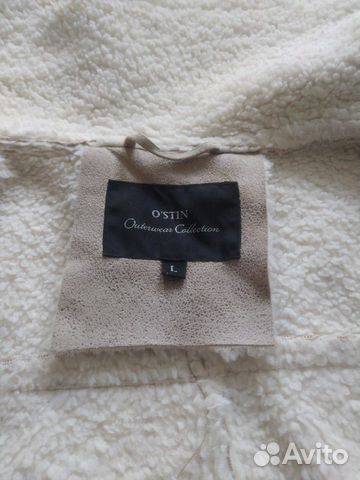 O'STIN
Outerwear Collection
L
Avito